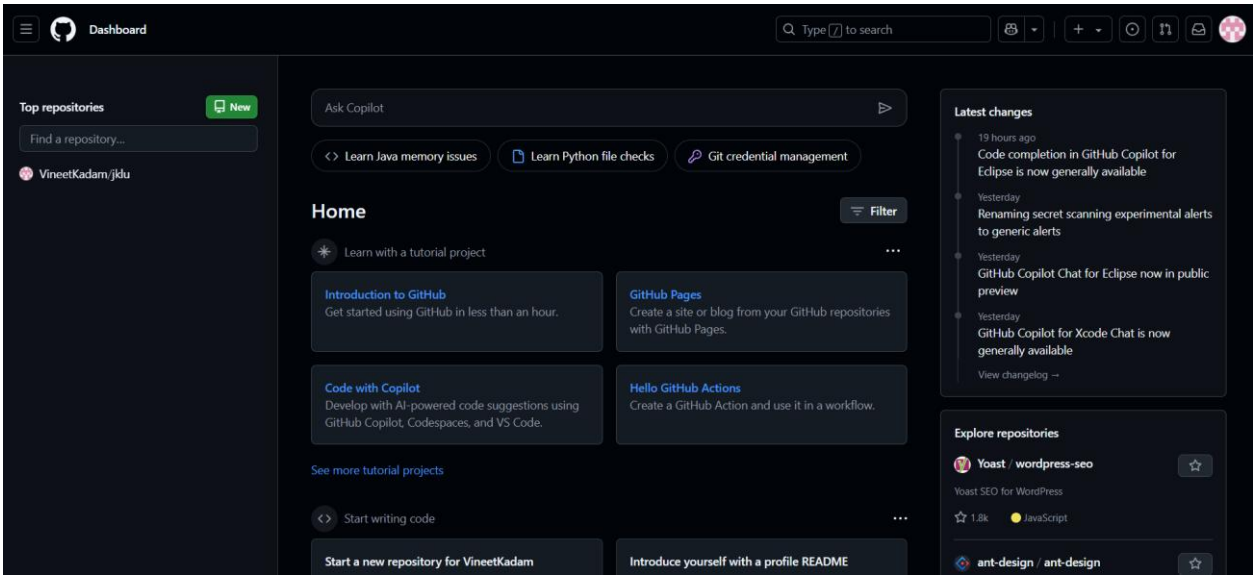 Dashboard
Type / to search
Top repositories
New
Find a repository...
VineetKadam/jklu
Ask Copilot
Learn Java memory issues
Learn Python file checks
Git credential management
Home
Filter
Learn with a tutorial project
Introduction to GitHub
Get started using GitHub in less than an hour.
GitHub Pages
Create a site or blog from your GitHub repositories
with GitHub Pages.
Code with Copilot
Develop with AI-powered code suggestions using
GitHub Copilot, Codespaces, and VS Code.
Hello GitHub Actions
Create a GitHub Action and use it in a workflow.
See more tutorial projects
Start writing code
Start a new repository for VineetKadam
Introduce yourself with a profile README
Latest changes
19 hours ago
Code completion in GitHub Copilot for
Eclipse is now generally available
Yesterday
Renaming secret scanning experimental alerts
to generic alerts
Yesterday
GitHub Copilot Chat for Eclipse now in public
preview
Yesterday
GitHub Copilot for Xcode Chat is now
generally available
View changelog →
Explore repositories
Yoast / wordpress-seo
Yoast SEO for WordPress
1.8k
JavaScript
ant-design / ant-design